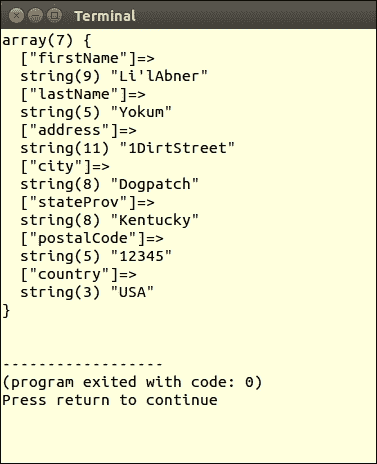 Terminal
array(7) {
  ["firstName"]=>
  string(9) "Li'lAbner"
  ["lastName"]=>
  string(5) "Yokum"
  ["address"]=>
  string(11) "1DirtStreet"
  ["city"]=>
  string(8) "Dogpatch"
  ["stateProv"]=>
  string(8) "Kentucky"
  ["postalCode"]=>
  string(5) "12345"
  ["country"]=>
  string(3) "USA"
}
------------------
(program exited with code: 0)
Press return to continue